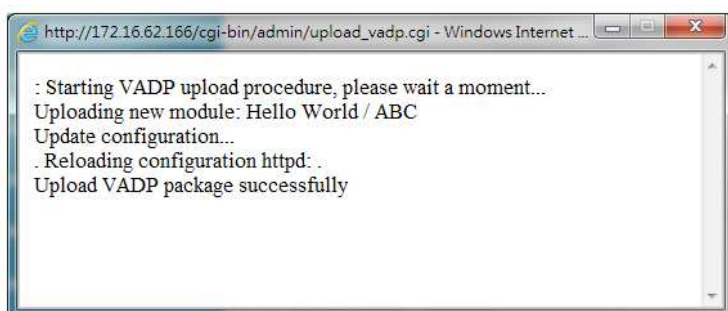 http://172.16.62.166/cgi-bin/admin/upload_vadp.cgi - Windows Internet ...
: Starting VADP upload procedure, please wait a moment...
Uploading new module: Hello World / ABC
Update configuration...
. Reloading configuration httpd: .
Upload VADP package successfully